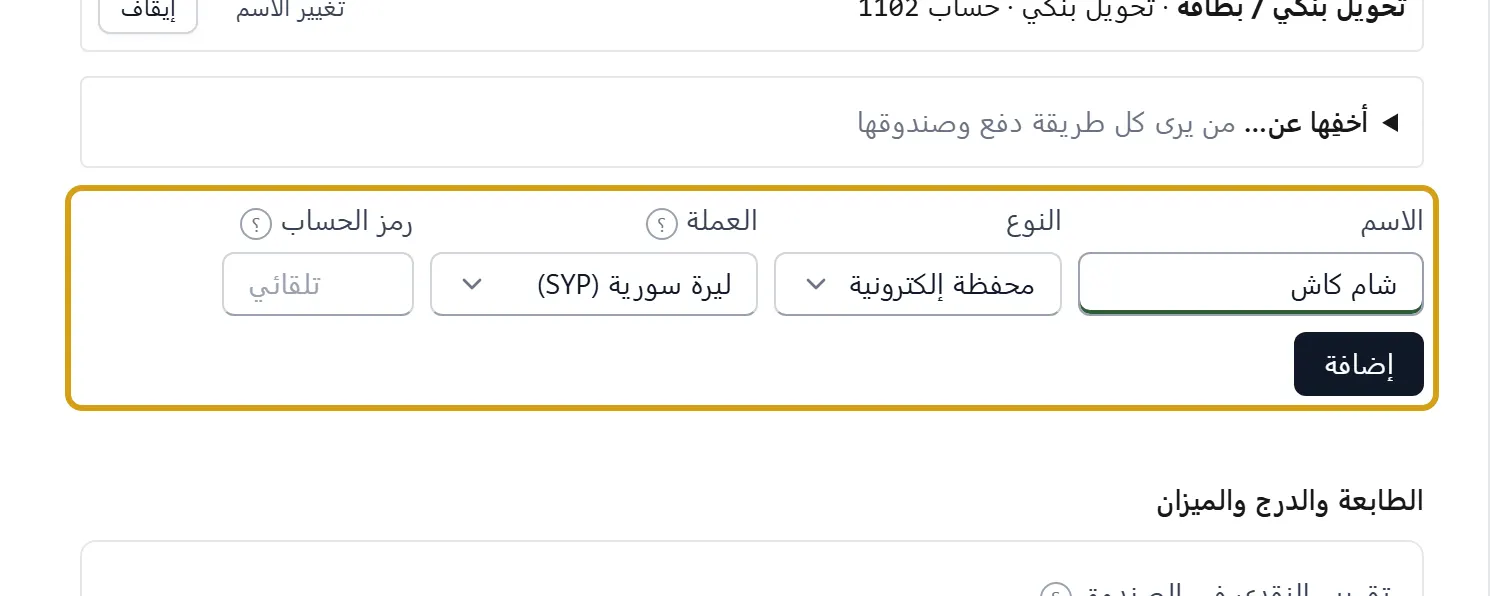 تحويل بنكي / بطاقة · تحويل بنكي · حساب 1102
تغيير الاسم
إيقاف
◀ أخفِها عن... من يرى كل طريقة دفع وصندوقها
الاسم
النوع
العملة ؟
رمز الحساب ؟
شام كاش
محفظة إلكترونية
ليرة سورية (SYP)
تلقائي
إضافة
الطابعة والدرج والميزان